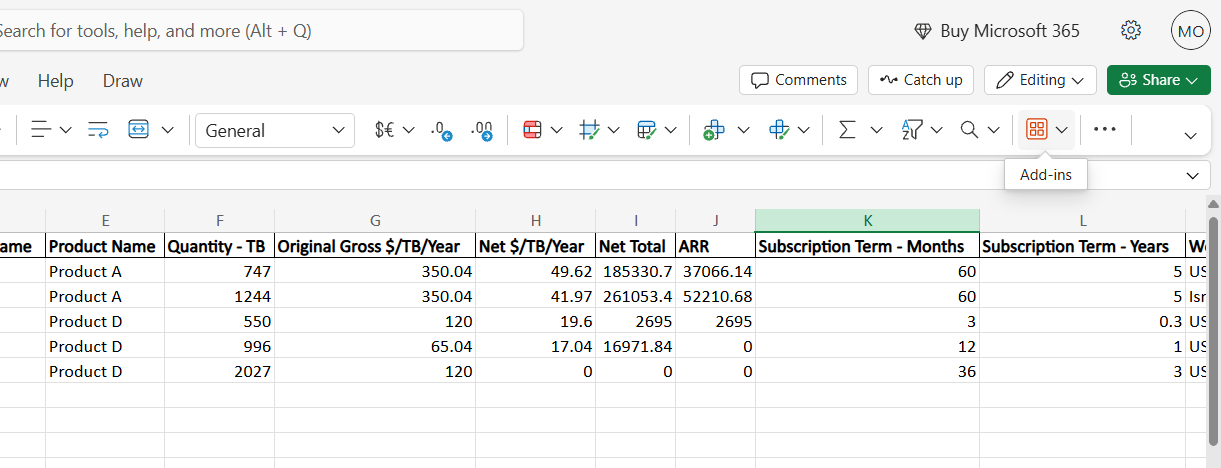 Search for tools, help, and more (Alt + Q)
Buy Microsoft 365
MO
w Help Draw
Comments Catch up Editing Share
General $€ .0 .00 Σ AZ
Add-ins
E F G H I J K L
ame Product Name Quantity - TB Original Gross $/TB/Year Net $/TB/Year Net Total ARR Subscription Term - Months Subscription Term - Years
Product A 747 350.04 49.62 185330.7 37066.14 60 5 US
Product A 1244 350.04 41.97 261053.4 52210.68 60 5 Isr
Product D 550 120 19.6 2695 2695 3 0.3 US
Product D 996 65.04 17.04 16971.84 0 12 1 US
Product D 2027 120 0 0 0 36 3 US